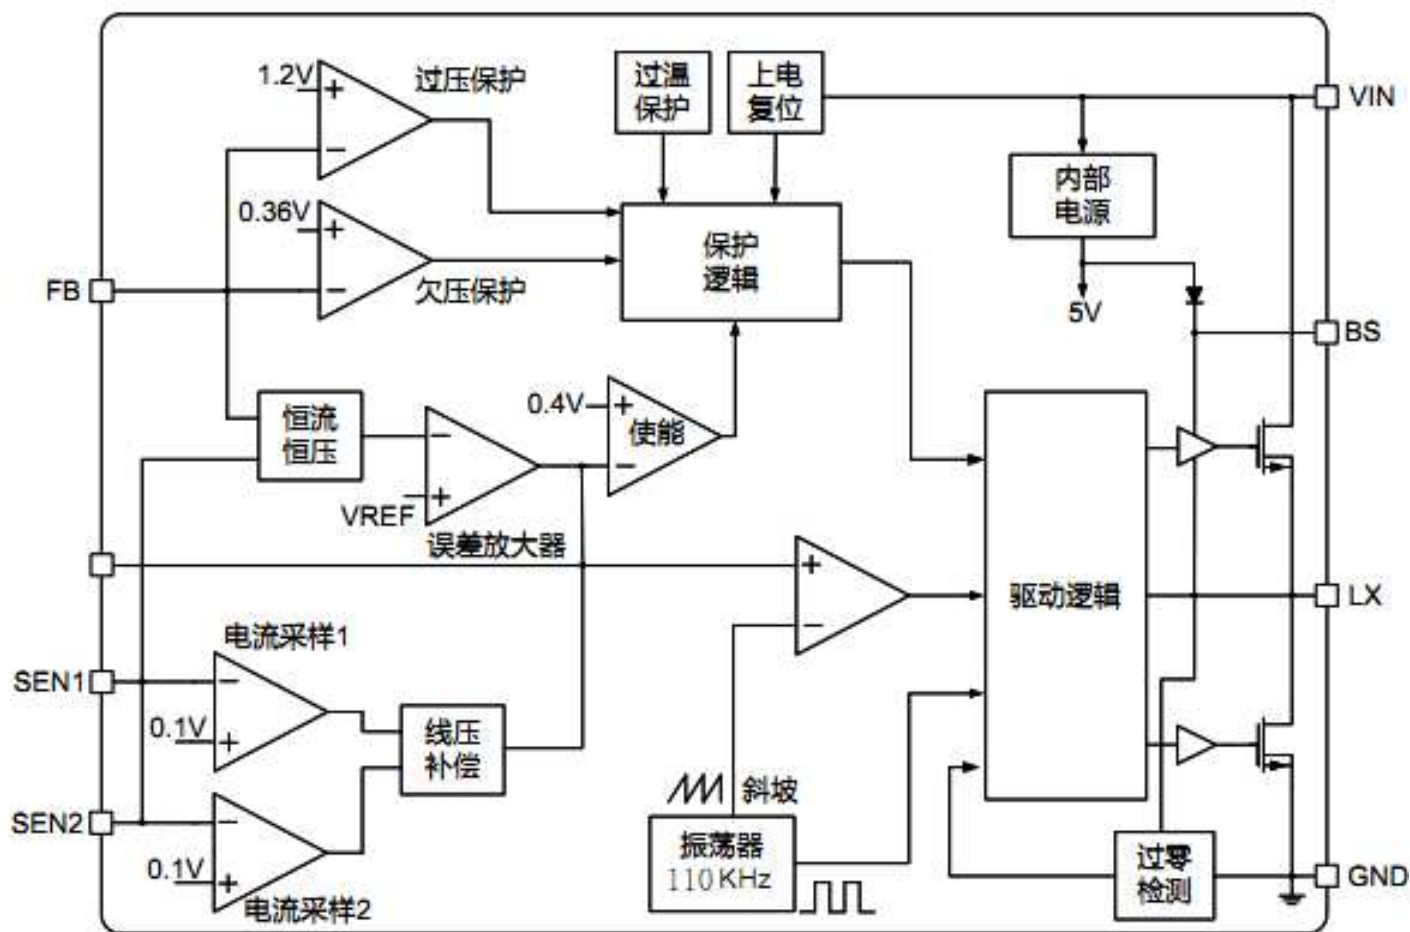 1.2V
过压保护
过温
保护
上电
复位
VIN
内部
电源
0.36V
保护
逻辑
FB
欠压保护
5V
BS
恒流
恒压
0.4V
使能
VREF
误差放大器
驱动逻辑
LX
电流采样1
SEN1
0.1V
线压
补偿
斜坡
SEN2
0.1V
振荡器
110 KHz
过零
检测
GND
电流采样2